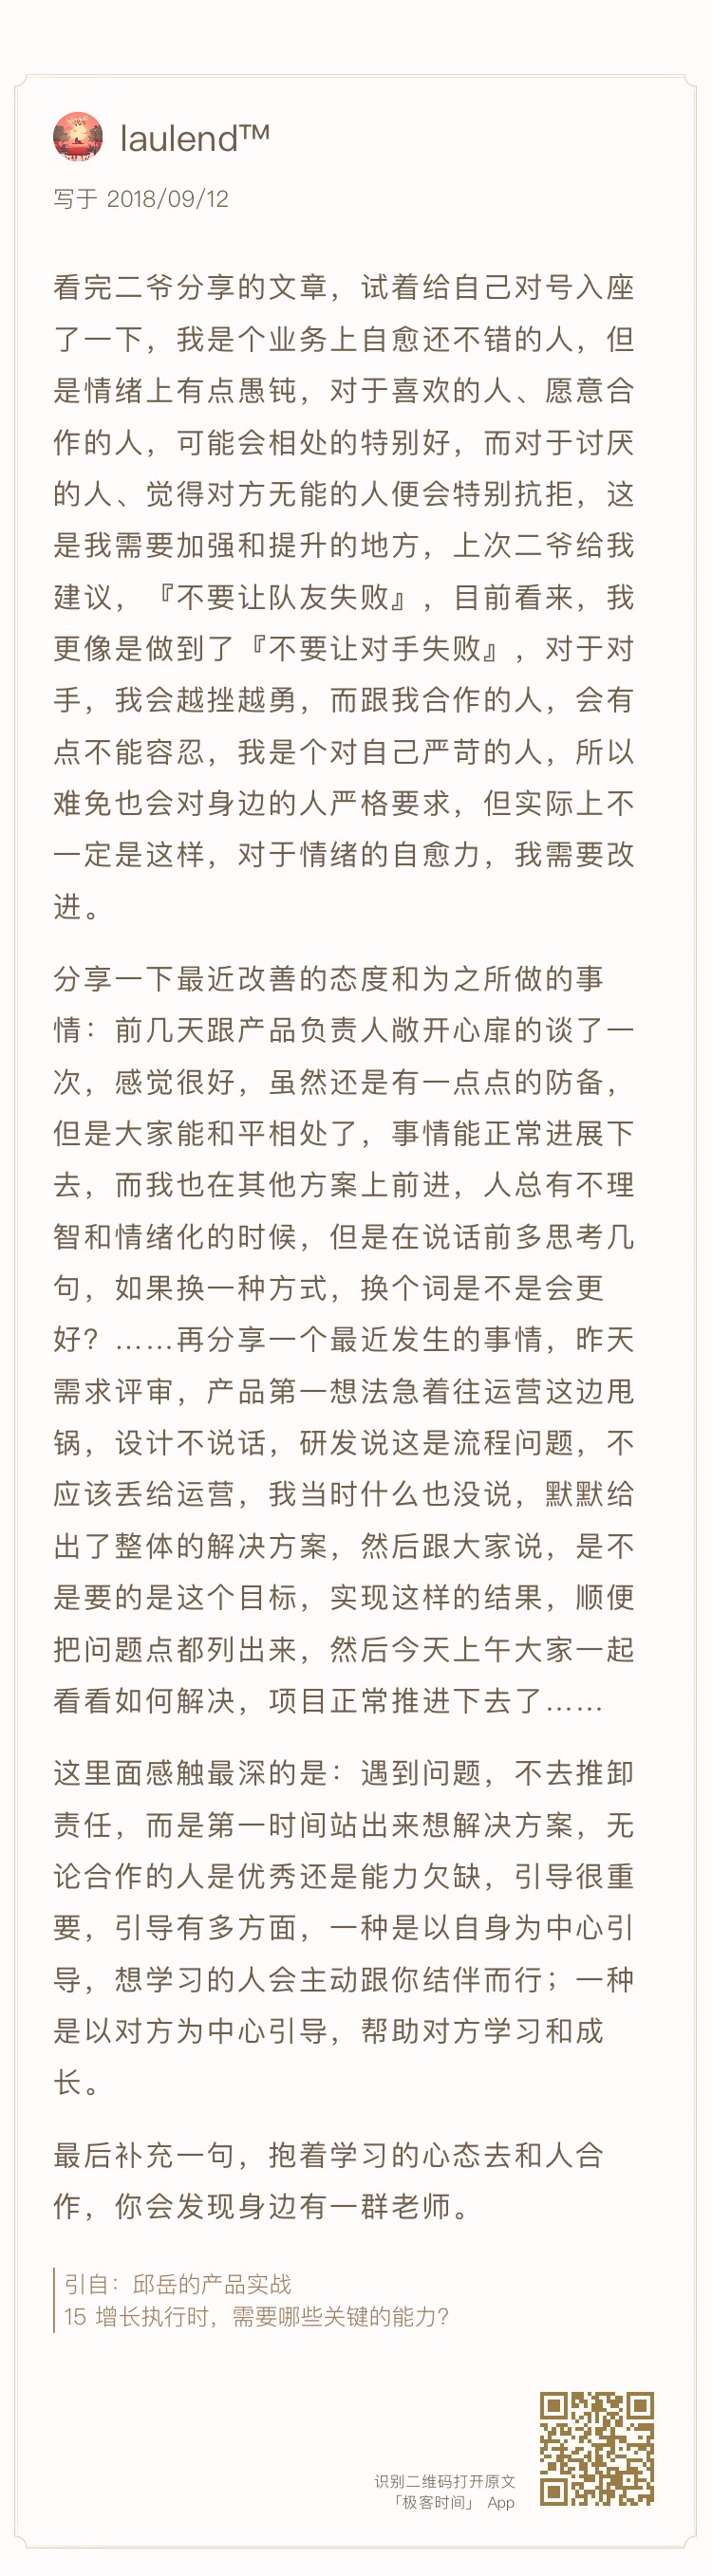 laulend™
写于 2018/09/12
看完二爷分享的文章，试着给自己对号入座
了一下，我是个业务上自愈还不错的人，但
是情绪上有点愚钝，对于喜欢的人、愿意合
作的人，可能会相处的特别好，而对于讨厌
的人、觉得对方无能的人便会特别抗拒，这
是我需要加强和提升的地方，上次二爷给我
建议，『不要让队友失败』，目前看来，我
更像是做到了『不要让对手失败』，对于对
手，我会越挫越勇，而跟我合作的人，会有
点不能容忍，我是个对自己严苛的人，所以
难免也会对身边的人严格要求，但实际上不
一定是这样，对于情绪的自愈力，我需要改
进。
分享一下最近改善的态度和为之所做的事
情：前几天跟产品负责人敞开心扉的谈了一
次，感觉很好，虽然还是有一点点的防备，
但是大家能和平相处了，事情能正常进展下
去，而我也在其他方案上前进，人总有不理
智和情绪化的时候，但是在说话前多思考几
句，如果换一种方式，换个词是不是会更
好？……再分享一个最近发生的事情，昨天
需求评审，产品第一想法急着往运营这边甩
锅，设计不说话，研发说这是流程问题，不
应该丢给运营，我当时什么也没说，默默给
出了整体的解决方案，然后跟大家说，是不
是要的是这个目标，实现这样的结果，顺便
把问题点都列出来，然后今天上午大家一起
看看如何解决，项目正常推进下去了……
这里面感触最深的是：遇到问题，不去推卸
责任，而是第一时间站出来想解决方案，无
论合作的人是优秀还是能力欠缺，引导很重
要，引导有多方面，一种是以自身为中心引
导，想学习的人会主动跟你结伴而行；一种
是以对方为中心引导，帮助对方学习和成
长。
最后补充一句，抱着学习的心态去和人合
作，你会发现身边有一群老师。
引自：邱岳的产品实战
15 增长执行时，需要哪些关键的能力？
识别二维码打开原文
「极客时间」 App